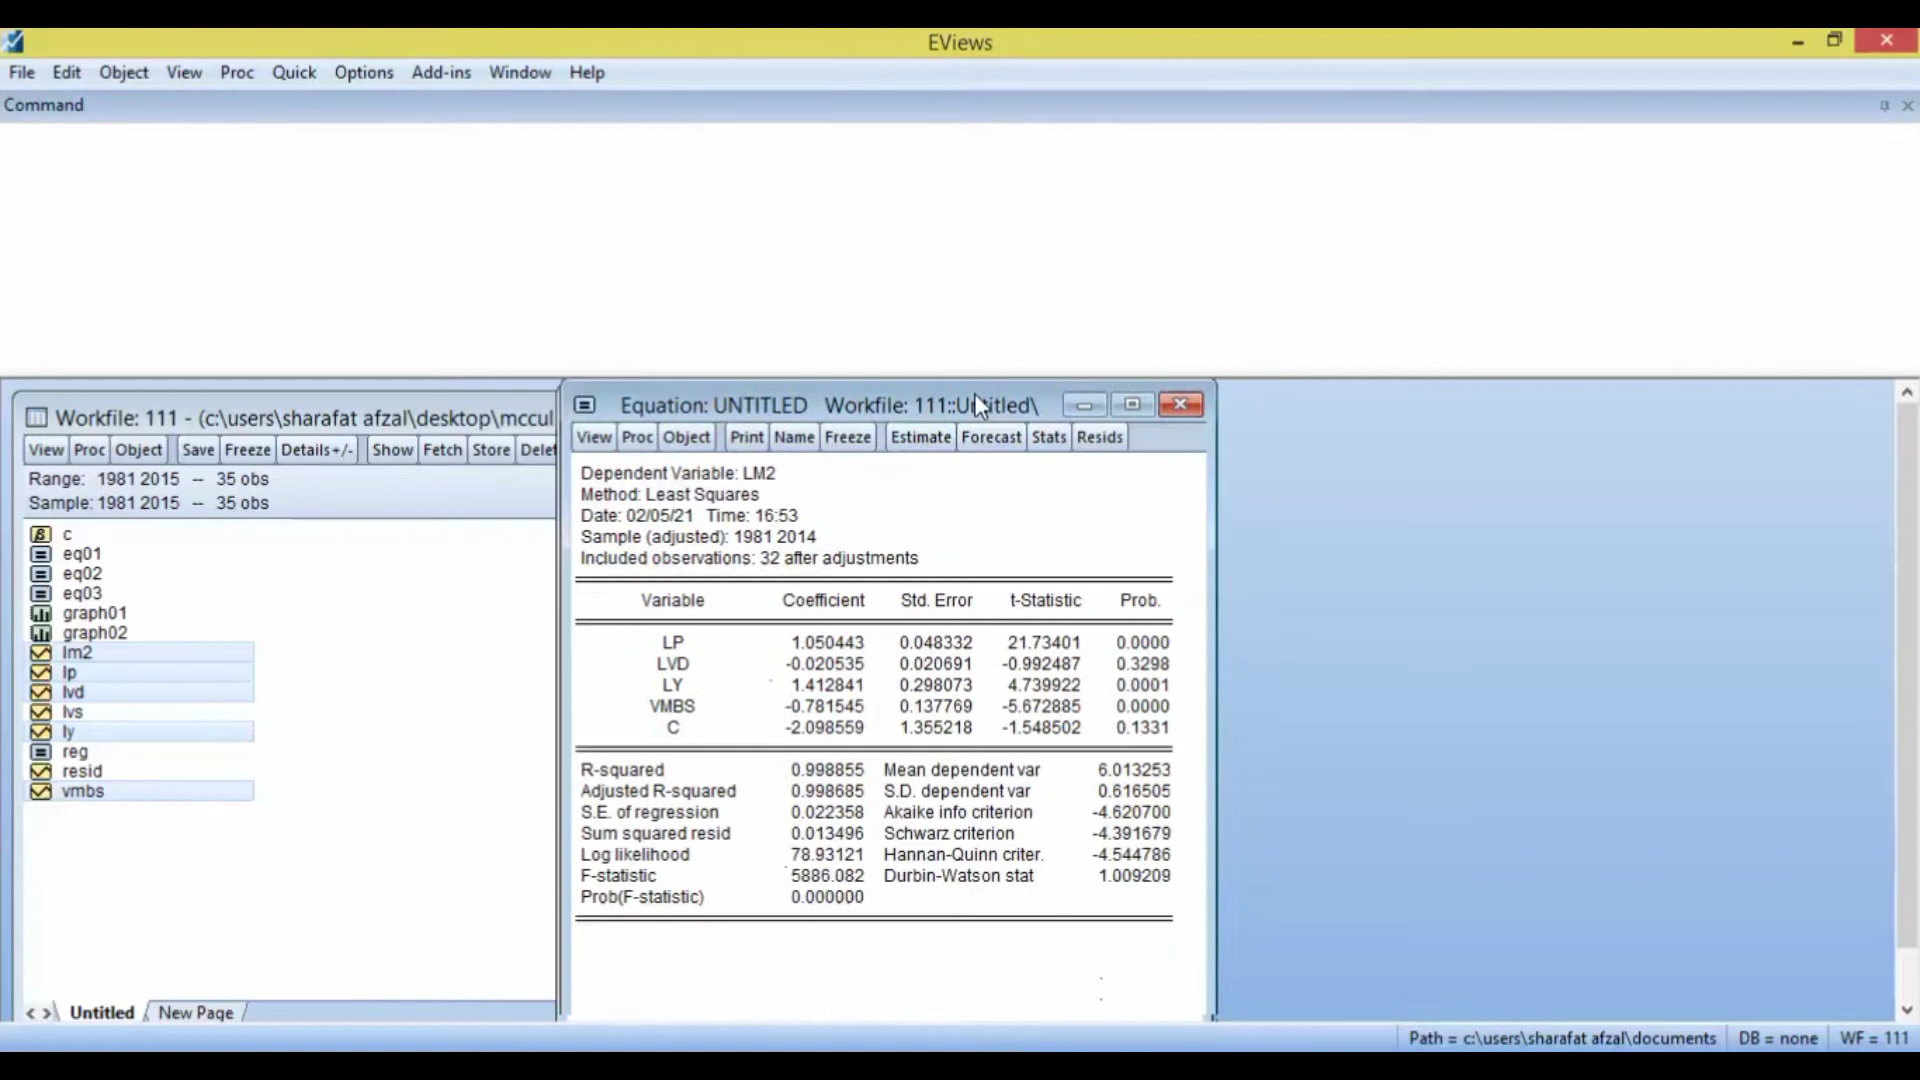 EViews
File Edit Object View Proc Quick Options Add-ins Window Help
Command
Workfile: 111 - (c:\users\sharafat afzal\desktop\mccul
View Proc Object Save Freeze Details+/- Show Fetch Store Delet
Range: 1981 2015 -- 35 obs
Sample: 1981 2015 -- 35 obs
c
eq01
eq02
eq03
graph01
graph02
lm2
lp
lvd
lvs
ly
reg
resid
vmbs
Untitled New Page
Equation: UNTITLED Workfile: 111::Untitled\
View Proc Object Print Name Freeze Estimate Forecast Stats Resids
Dependent Variable: LM2
Method: Least Squares
Date: 02/05/21 Time: 16:53
Sample (adjusted): 1981 2014
Included observations: 32 after adjustments
Variable Coefficient Std. Error t-Statistic Prob.
LP 1.050443 0.048332 21.73401 0.0000
LVD -0.020535 0.020691 -0.992487 0.3298
LY 1.412841 0.298073 4.739922 0.0001
VMBS -0.781545 0.137769 -5.672885 0.0000
C -2.098559 1.355218 -1.548502 0.1331
R-squared 0.998855 Mean dependent var 6.013253
Adjusted R-squared 0.998685 S.D. dependent var 0.616505
S.E. of regression 0.022358 Akaike info criterion -4.620700
Sum squared resid 0.013496 Schwarz criterion -4.391679
Log likelihood 78.93121 Hannan-Quinn criter. -4.544786
F-statistic 5886.082 Durbin-Watson stat 1.009209
Prob(F-statistic) 0.000000
Path = c:\users\sharafat afzal\documents DB = none WF = 111